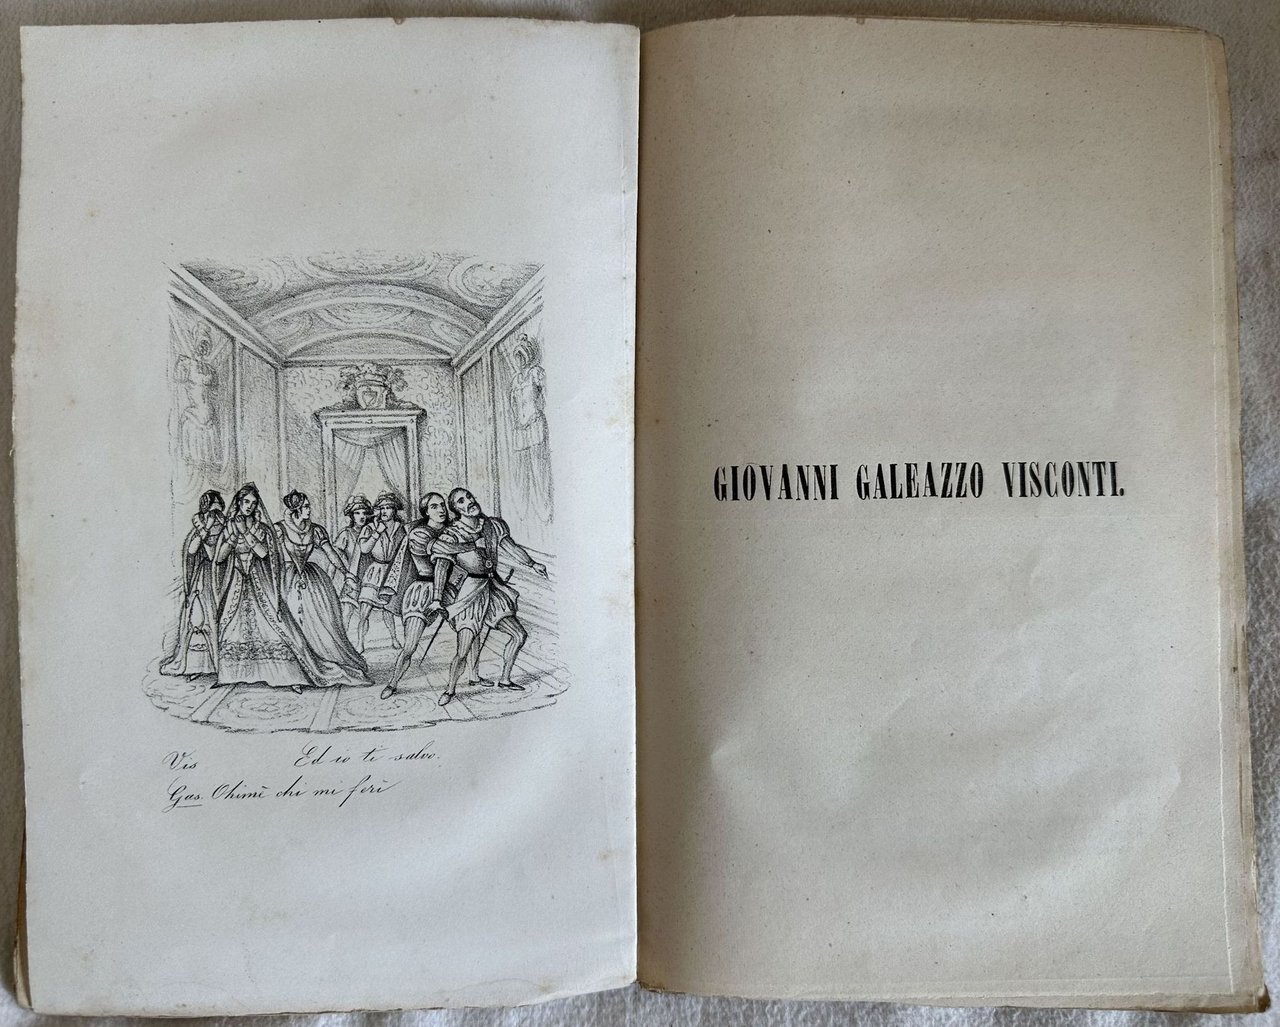 Vis Ed io ti salvo.
Gas. Ohimè chi mi ferì
GIOVANNI GALEAZZO VISCONTI.